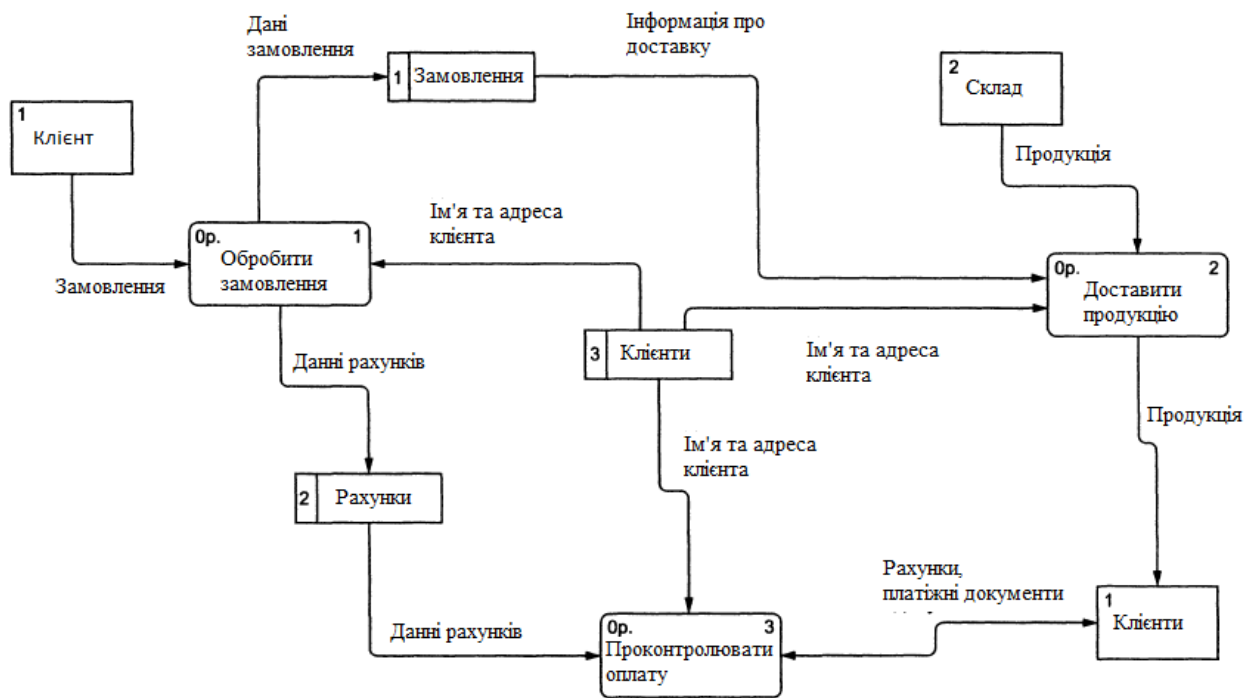 Дані
замовлення
Інформація про
доставку
1
Замовлення
2
Склад
1
Клієнт
Продукція
Ім'я та адреса
клієнта
0р.
1
Обробити
замовлення
Замовлення
0р.
2
Доставити
продукцію
3
Клієнти
Ім'я та адреса
клієнта
Данні рахунків
Продукція
Ім'я та адреса
клієнта
2
Рахунки
Рахунки,
платіжні документи
1
Клієнти
Данні рахунків
0р.
3
Проконтролювати
оплату